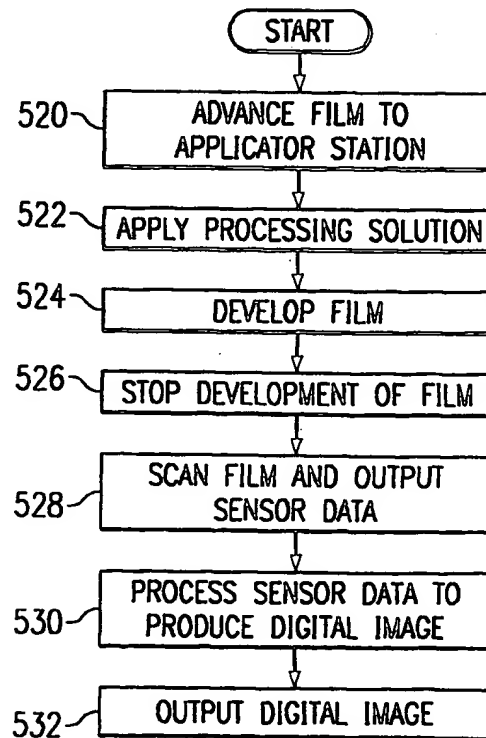 START
520
ADVANCE FILM TO
APPLICATOR STATION
522
APPLY PROCESSING SOLUTION
524
DEVELOP FILM
526
STOP DEVELOPMENT OF FILM
528
SCAN FILM AND OUTPUT
SENSOR DATA
530
PROCESS SENSOR DATA TO
PRODUCE DIGITAL IMAGE
532
OUTPUT DIGITAL IMAGE